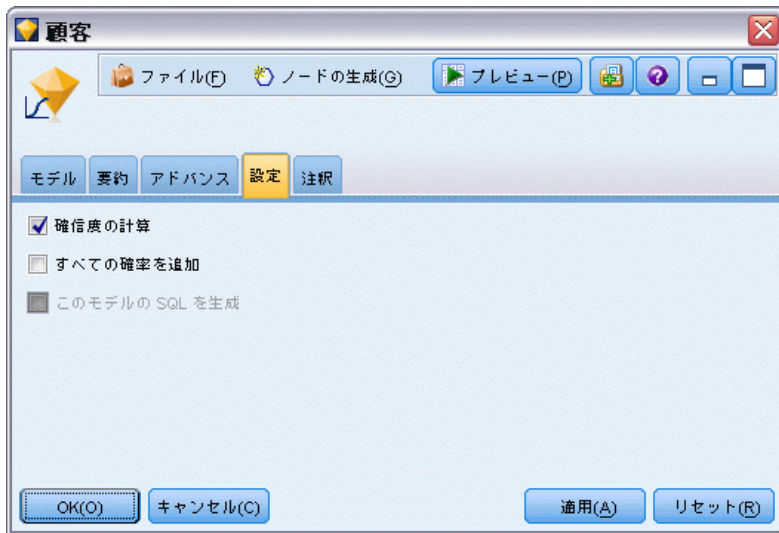 顧客
ファイル(F) ノードの生成(G) プレビュー(P)
モデル 要約 アドバンス 設定 注釈
確信度の計算
すべての確率を追加
このモデルの SQL を生成
OK(O) キャンセル(C) 適用(A) リセット(R)